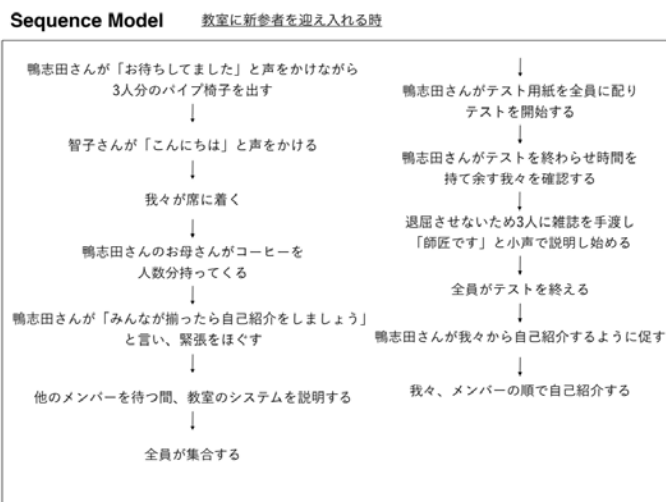 Sequence Model
教室に新参者を迎え入れる時
鴨志田さんが「お待ちしてました」と声をかけながら
3人分のパイプ椅子を出す
智子さんが「こんにちは」と声をかける
我々が席に着く
鴨志田さんのお母さんがコーヒーを
人数分持ってくる
鴨志田さんが「みんなが揃ったら自己紹介をしましょう」
と言い、緊張をほぐす
他のメンバーを待つ間、教室のシステムを説明する
全員が集合する
鴨志田さんがテスト用紙を全員に配り
テストを開始する
鴨志田さんがテストを終わらせ時間を
持て余す我々を確認する
退屈させないため3人に雑誌を手渡し
「師匠です」と小声で説明し始める
全員がテストを終える
鴨志田さんが我々から自己紹介するように促す
我々、メンバーの順で自己紹介する